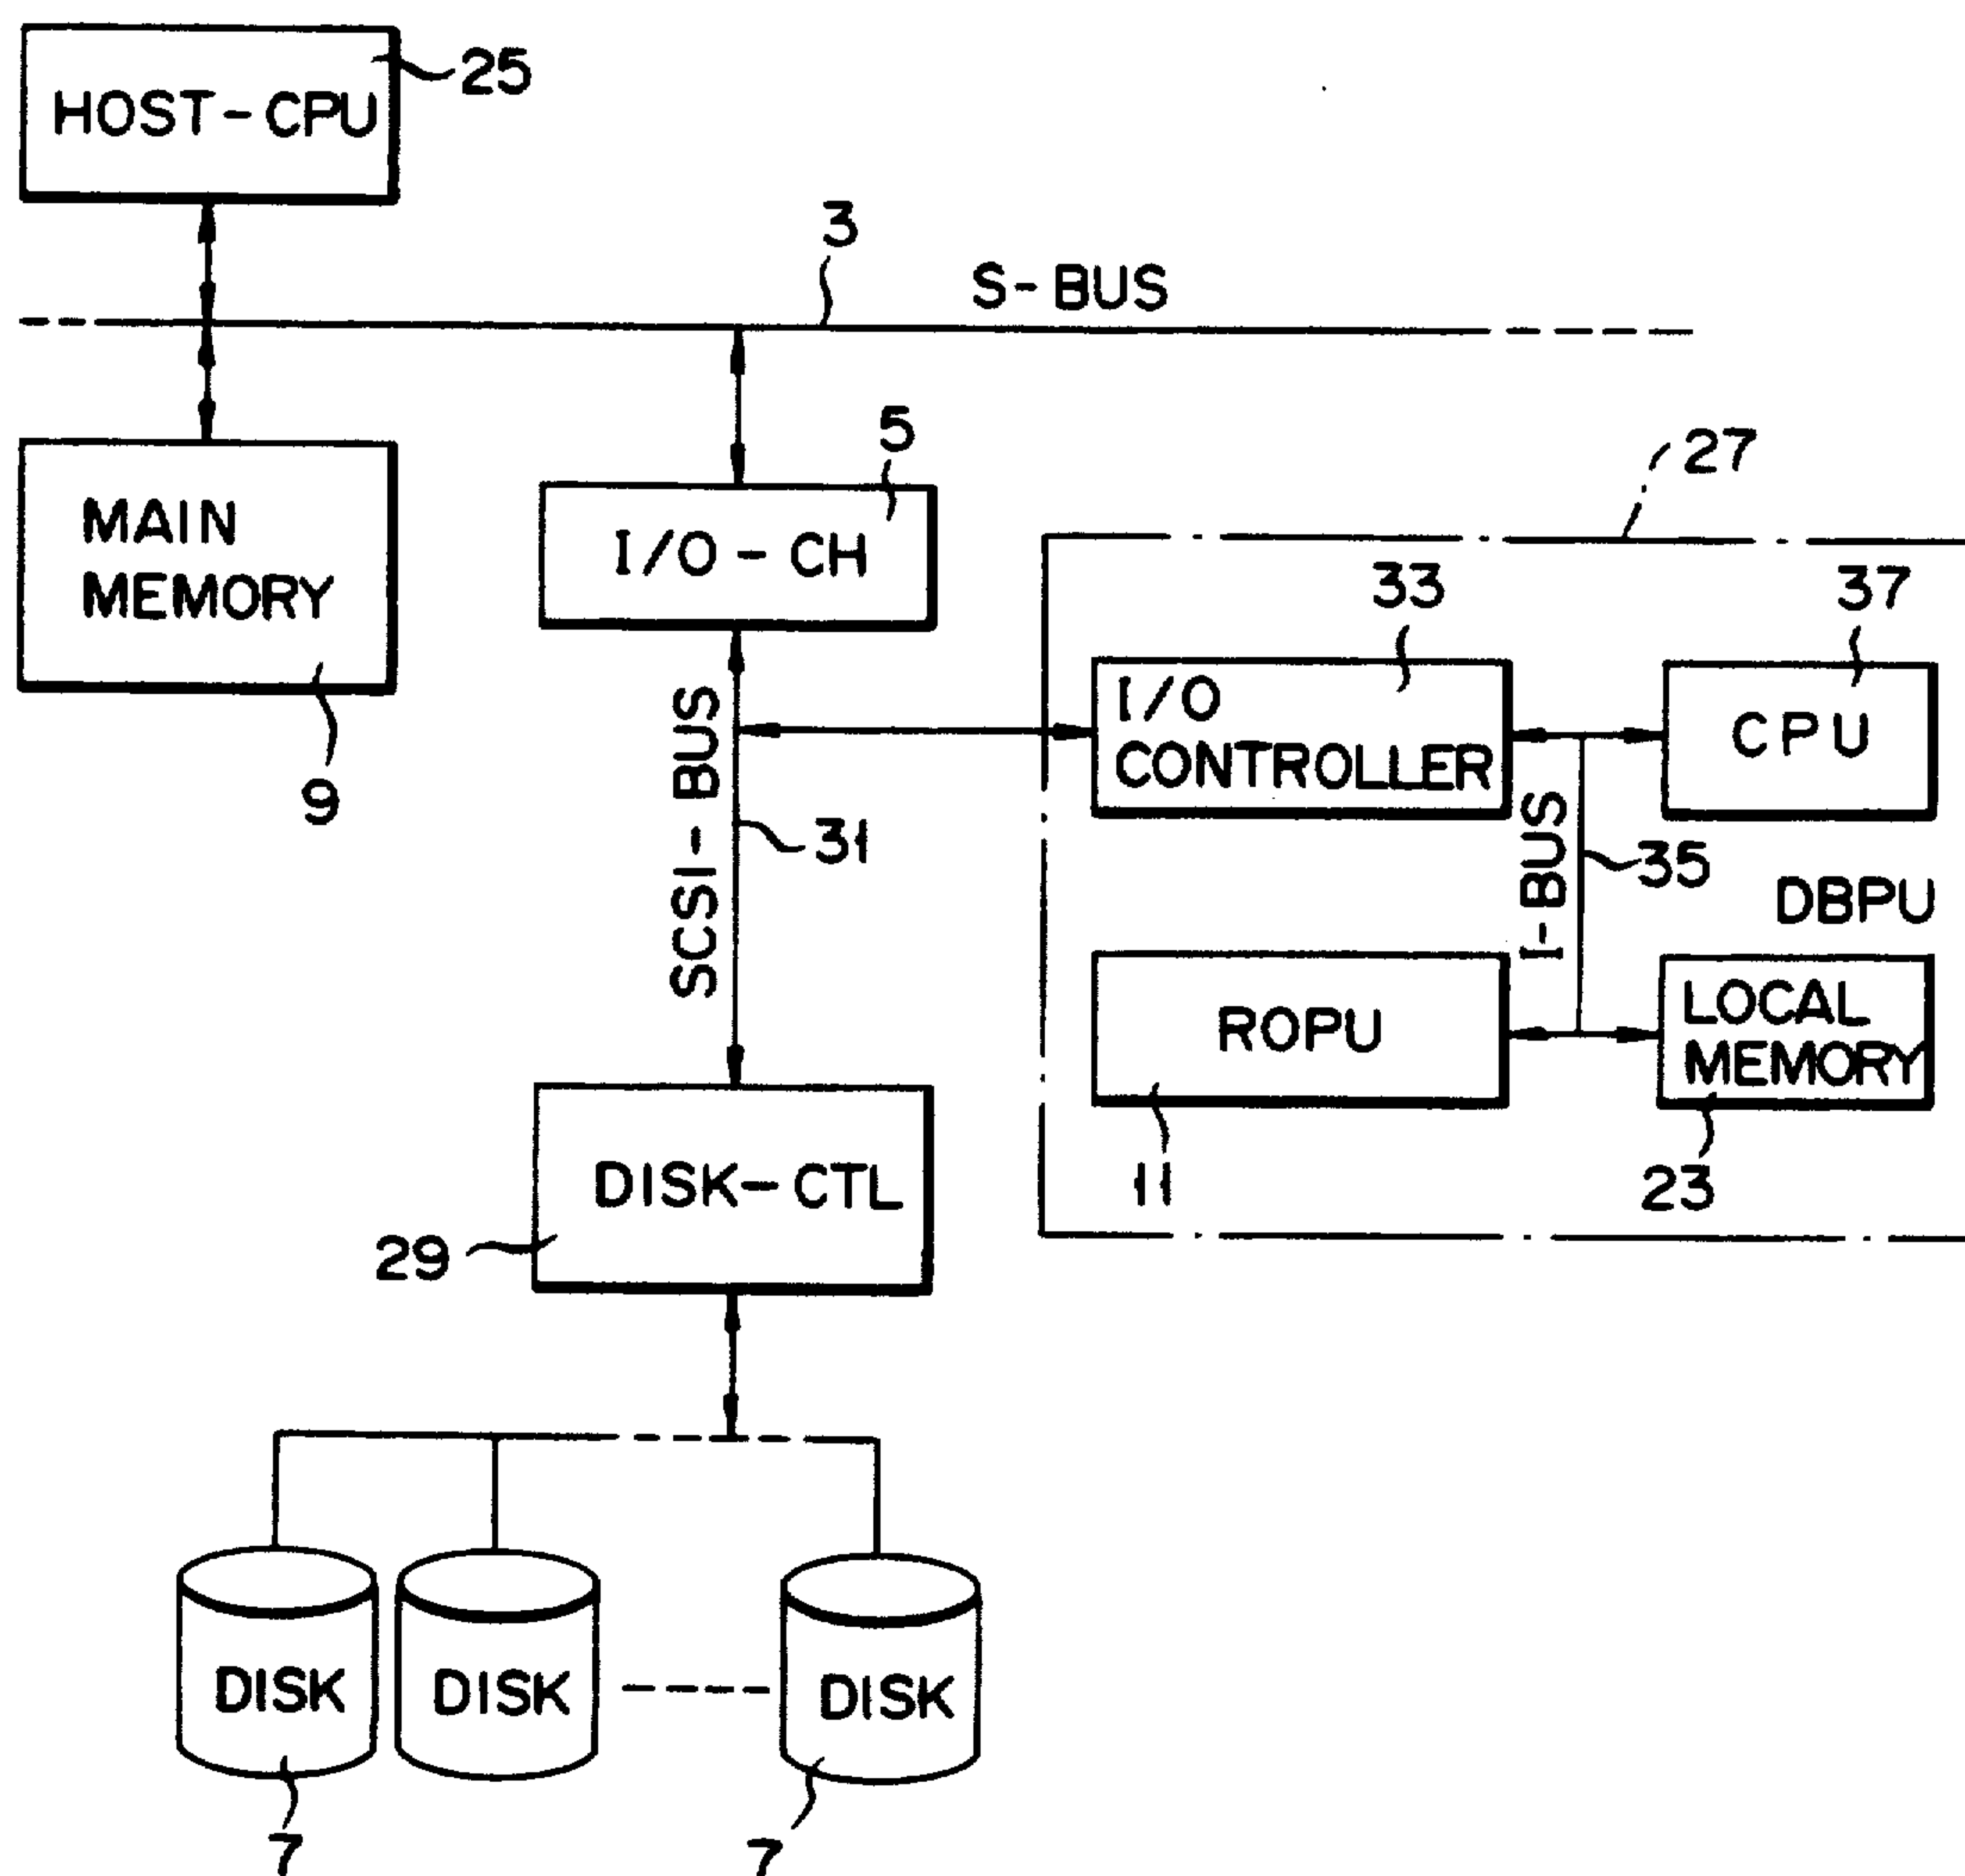 HOST-CPU
25
3
S-BUS
MAIN
MEMORY
9
5
I/O-CH
27
33
37
I/O
CONTROLLER
CPU
SCSI-BUS
31
I-BUS
35
DBPU
ROPU
LOCAL
MEMORY
11
23
DISK-CTL
29
DISK
DISK
DISK
7
7